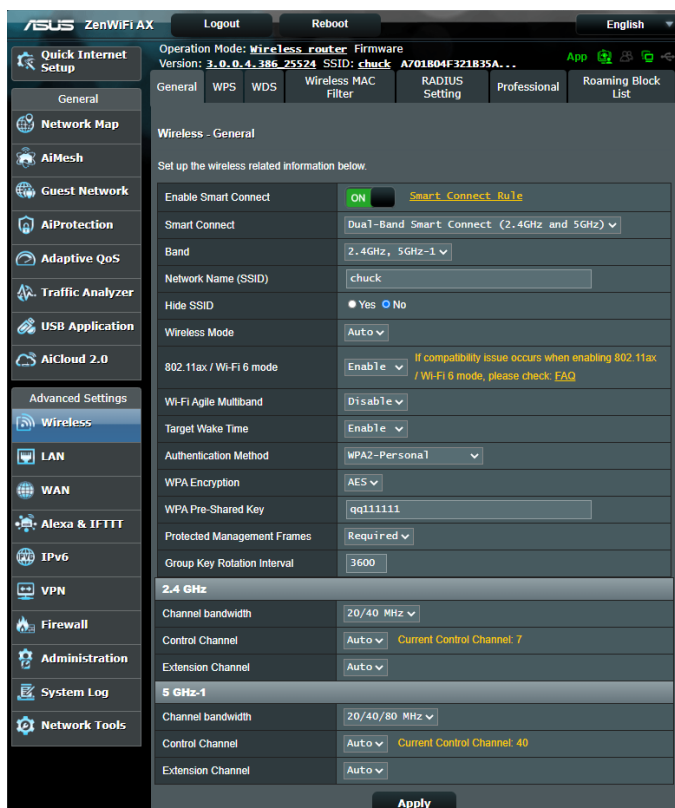 ASUS ZenWiFi AX Logout Reboot English
Quick Internet Setup
Operation Mode: Wireless router Firmware
Version: 3.0.0.4.386_25524 SSID: chuck A701B04F321B35A...
App
General WPS WDS Wireless MAC Filter RADIUS Setting Professional Roaming Block List
General
Network Map
AiMesh
Guest Network
AiProtection
Adaptive QoS
Traffic Analyzer
USB Application
AiCloud 2.0
Advanced Settings
Wireless
LAN
WAN
Alexa & IFTTT
IPv6
VPN
Firewall
Administration
System Log
Network Tools
Wireless - General
Set up the wireless related information below.
Enable Smart Connect ON Smart Connect Rule
Smart Connect Dual-Band Smart Connect (2.4GHz and 5GHz)
Band 2.4GHz, 5GHz-1
Network Name (SSID) chuck
Hide SSID Yes No
Wireless Mode Auto
802.11ax / Wi-Fi 6 mode Enable If compatibility issue occurs when enabling 802.11ax
/ Wi-Fi 6 mode, please check: FAQ
Wi-Fi Agile Multiband Disable
Target Wake Time Enable
Authentication Method WPA2-Personal
WPA Encryption AES
WPA Pre-Shared Key qq111111
Protected Management Frames Required
Group Key Rotation Interval 3600
2.4 GHz
Channel bandwidth 20/40 MHz
Control Channel Auto Current Control Channel: 7
Extension Channel Auto
5 GHz-1
Channel bandwidth 20/40/80 MHz
Control Channel Auto Current Control Channel: 40
Extension Channel Auto
Apply